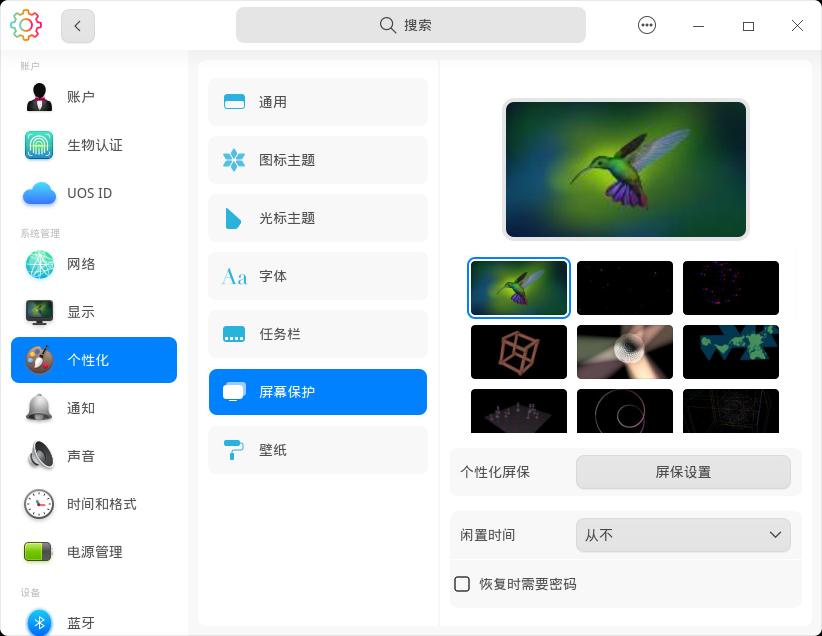 搜索
账户
账户
生物认证
UOS ID
系统管理
网络
显示
个性化
通知
声音
时间和格式
电源管理
设备
蓝牙
通用
图标主题
光标主题
Aa
字体
任务栏
屏幕保护
壁纸
个性化屏保
屏保设置
闲置时间
从不
恢复时需要密码